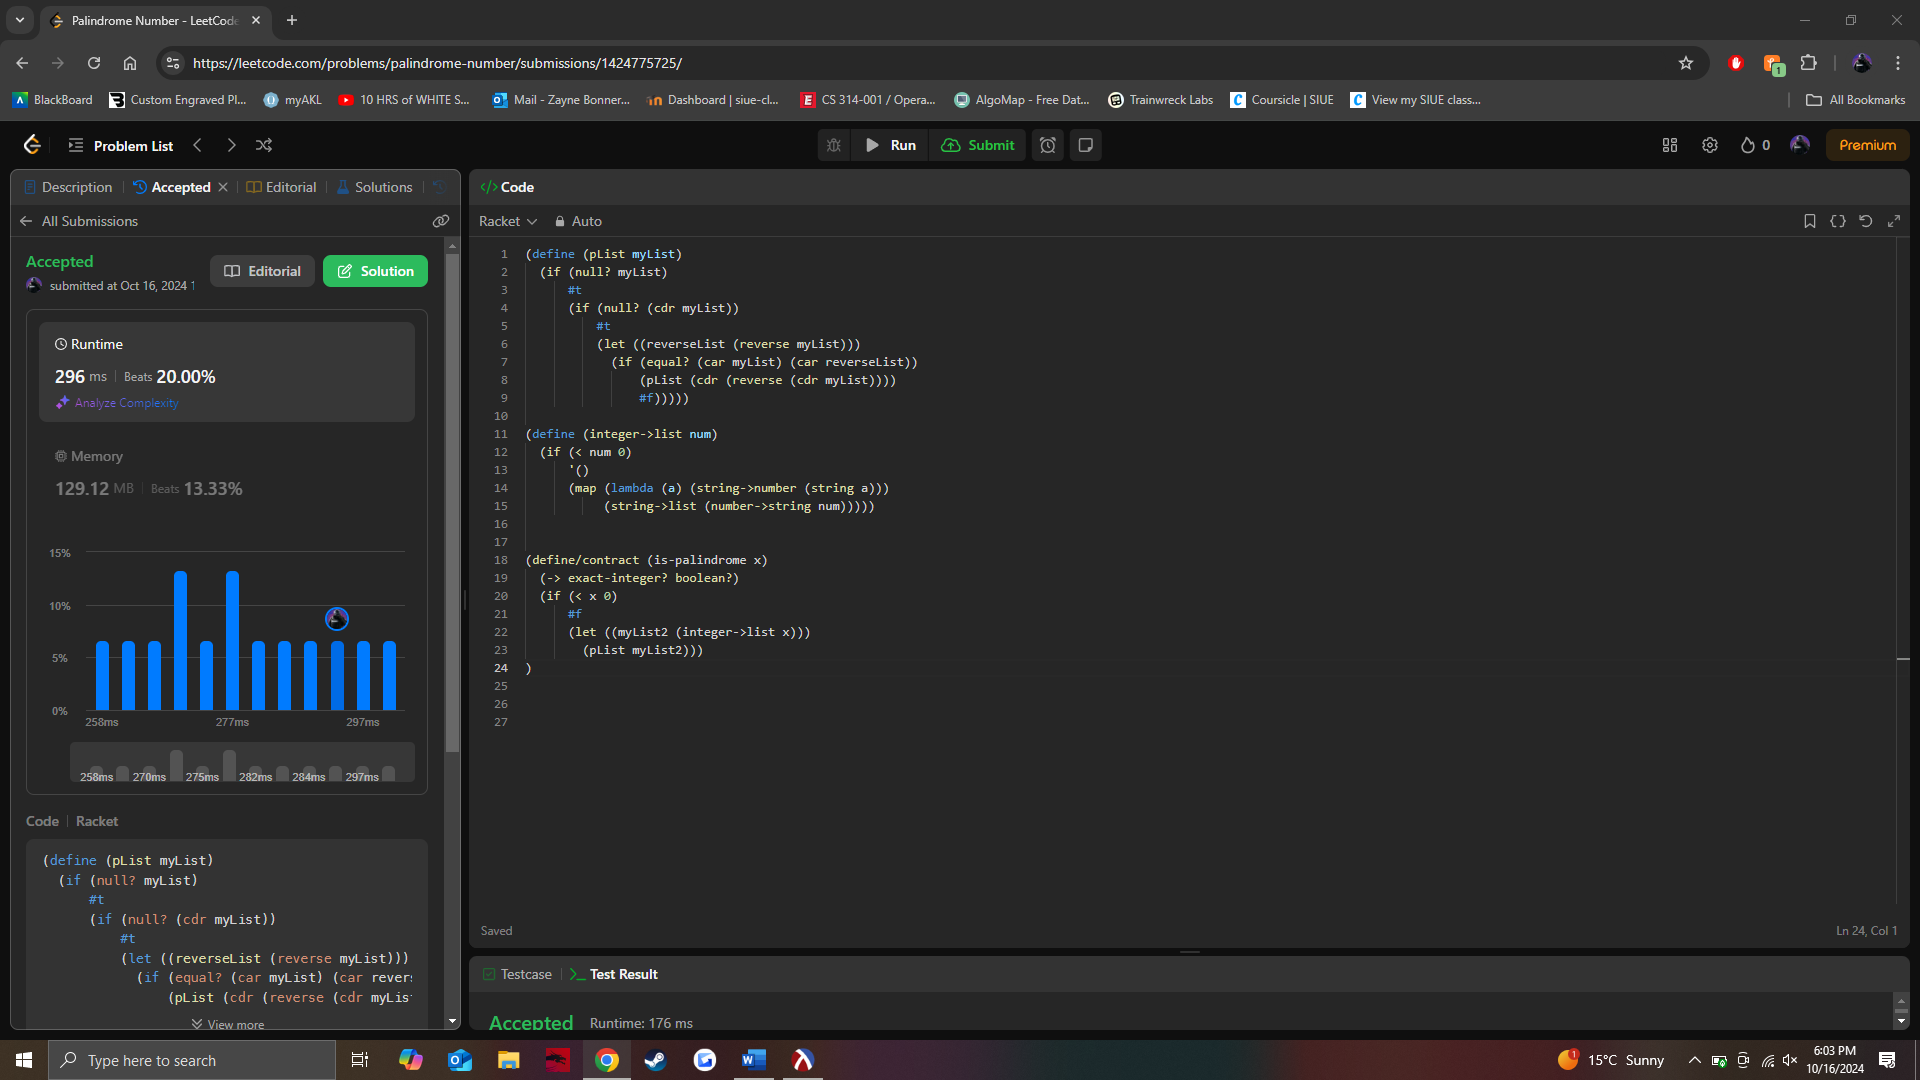 Palindrome Number - LeetCode
https://leetcode.com/problems/palindrome-number/submissions/1424775725/
1
BlackBoard
Custom Engraved Pl...
myAKL
10 HRS of WHITE S...
Mail - Zayne Bonner...
Dashboard | siue-cl...
CS 314-001 / Opera...
AlgoMap - Free Dat...
Trainwreck Labs
Coursicle | SIUE
View my SIUE class...
All Bookmarks
Problem List
Run
Submit
0
Premium
Description
Accepted
Editorial
Solutions
All Submissions
Accepted
submitted at Oct 16, 2024 1
Editorial
Solution
Runtime
296 ms | Beats 20.00%
Analyze Complexity
Memory
129.12 MB | Beats 13.33%
15%
10%
5%
0%
258ms 277ms 297ms
258ms 270ms 275ms 282ms 284ms 297ms
Code | Racket
(define (pList myList)
(if (null? myList)
#t
(if (null? (cdr myList))
#t
(let ((reverseList (reverse myList)))
(if (equal? (car myList) (car revers
(pList (cdr (reverse (cdr myLis
View more
</> Code
Racket
Auto
1 (define (pList myList)
2 (if (null? myList)
3 #t
4 (if (null? (cdr myList))
5 #t
6 (let ((reverseList (reverse myList)))
7 (if (equal? (car myList) (car reverseList))
8 (pList (cdr (reverse (cdr myList))))
9 #f)))))
10
11 (define (integer->list num)
12 (if (< num 0)
13 '()
14 (map (lambda (a) (string->number (string a)))
15 (string->list (number->string num)))))
16
17
18 (define/contract (is-palindrome x)
19 (-> exact-integer? boolean?)
20 (if (< x 0)
21 #f
22 (let ((myList2 (integer->list x)))
23 (pList myList2)))
24 )
25
26
27
Saved
Ln 24, Col 1
Testcase
Test Result
Accepted
Runtime: 176 ms
Type here to search
1
15°C Sunny
6:03 PM
10/16/2024